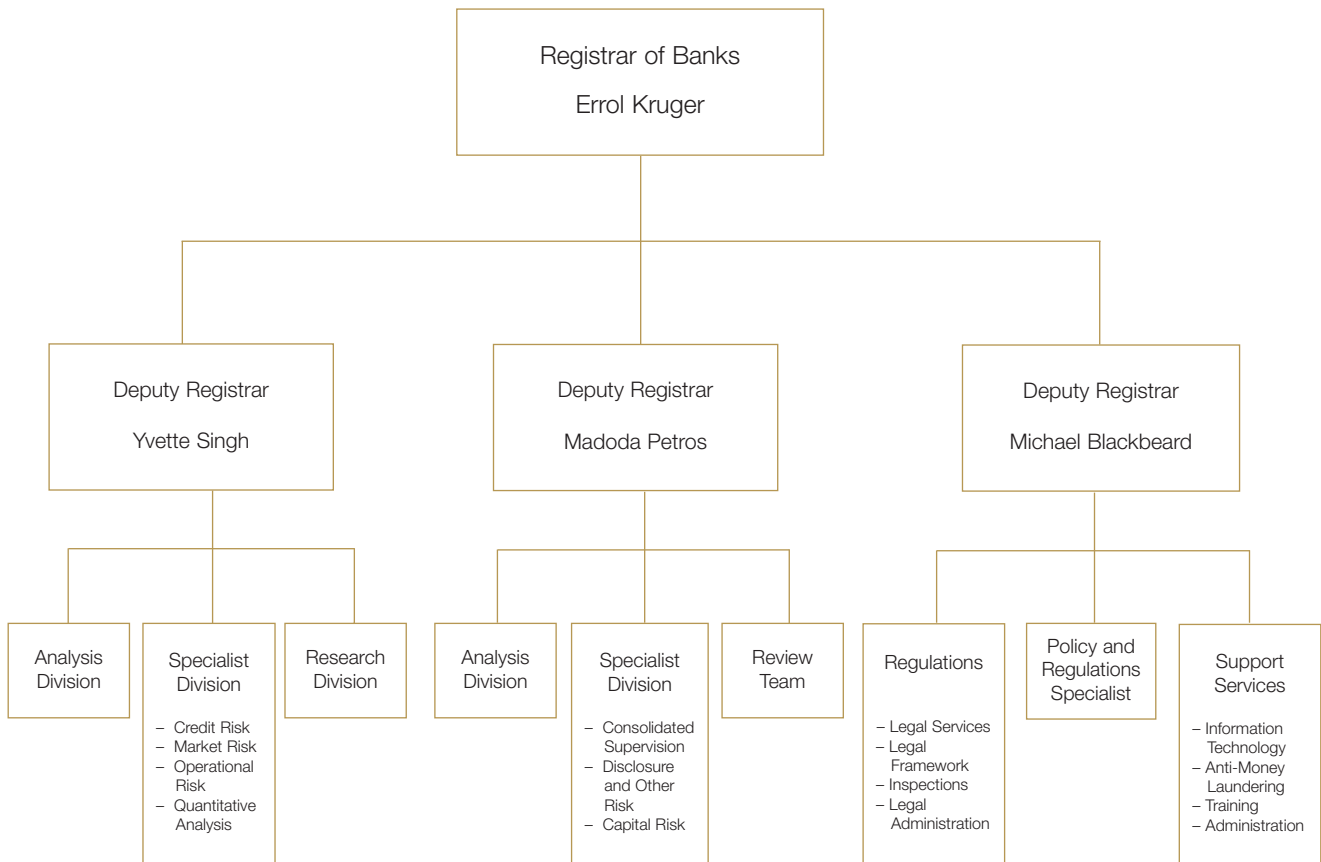 Registrar of Banks
Errol Kruger
Deputy Registrar
Yvette Singh
Deputy Registrar
Madoda Petros
Deputy Registrar
Michael Blackbeard
Analysis
Division
Specialist
Division
– Credit Risk
– Market Risk
– Operational
Risk
– Quantitative
Analysis
Research
Division
Analysis
Division
Specialist
Division
– Consolidated
Supervision
– Disclosure
and Other
Risk
– Capital Risk
Review
Team
Regulations
– Legal Services
– Legal
Framework
– Inspections
– Legal
Administration
Policy and
Regulations
Specialist
Support
Services
– Information
Technology
– Anti-Money
Laundering
– Training
– Administration